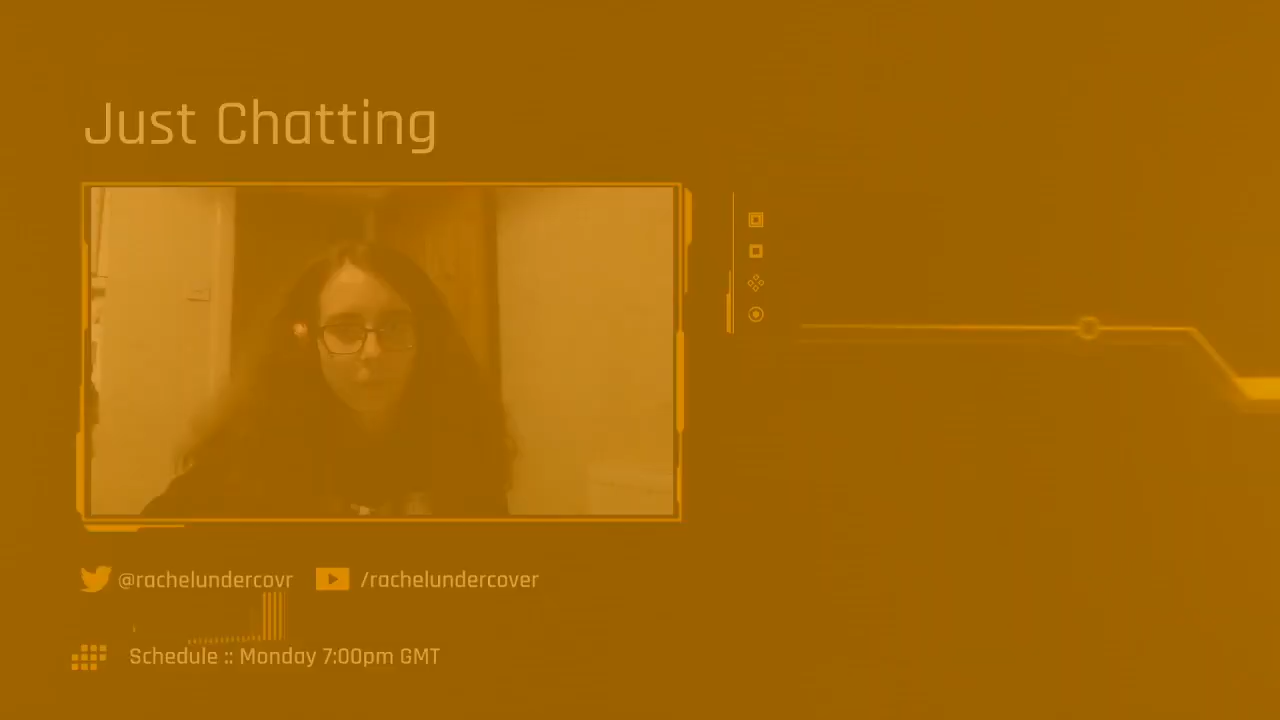 Just Chatting
@rachelundercovr /rachelundercover
Schedule :: Monday 7:00pm GMT